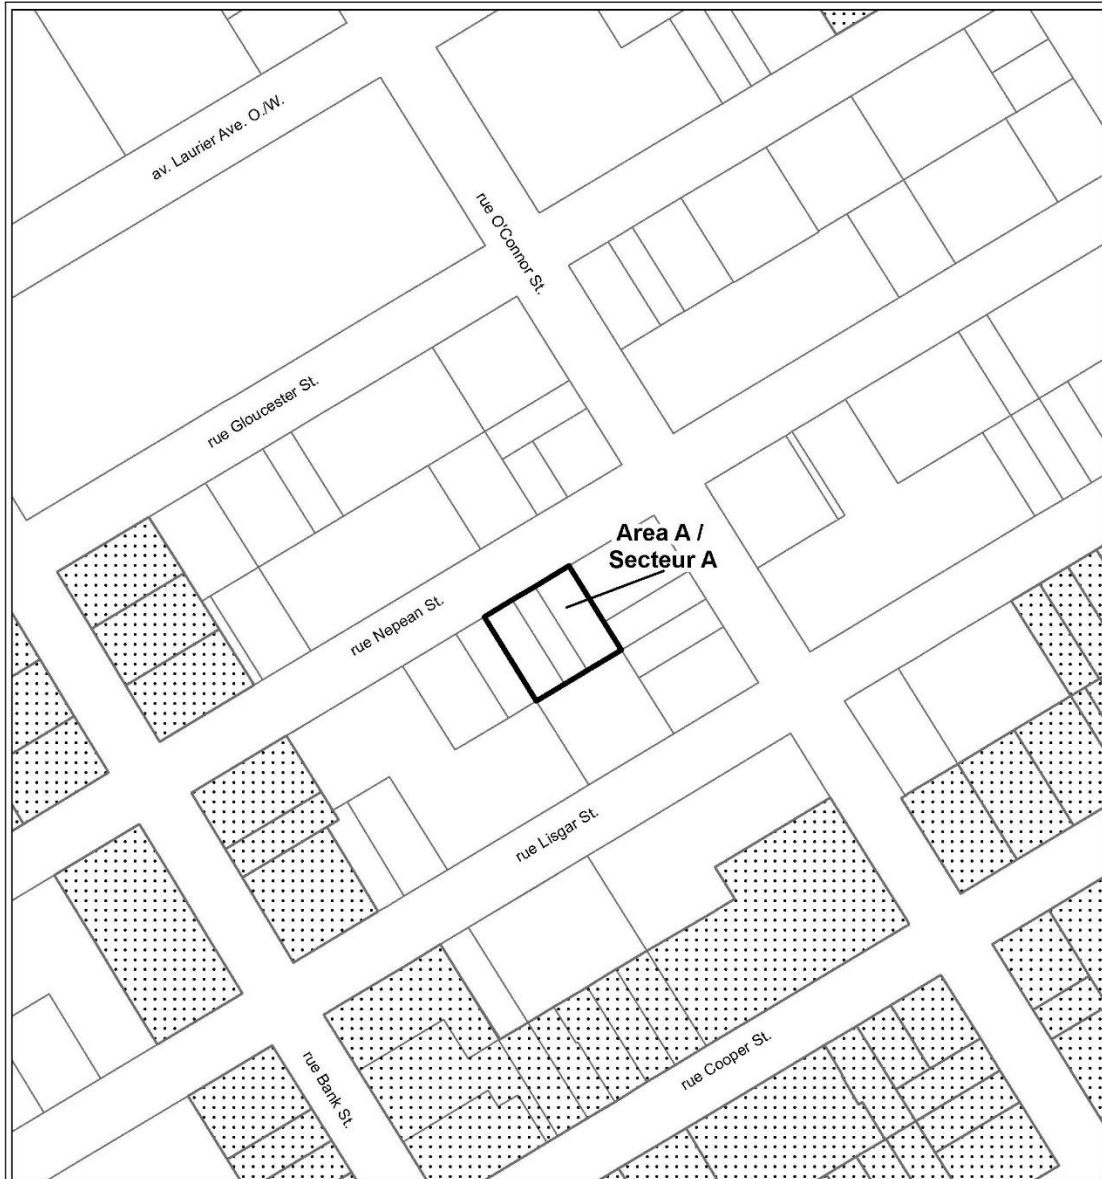 av. Laurier Ave. O./W.
rue O'Connor St.
rue Gloucester St.
Area A /
Secteur A
rue Nepean St.
rue Lisgar St.
rue Cooper St.
rue Bank St.